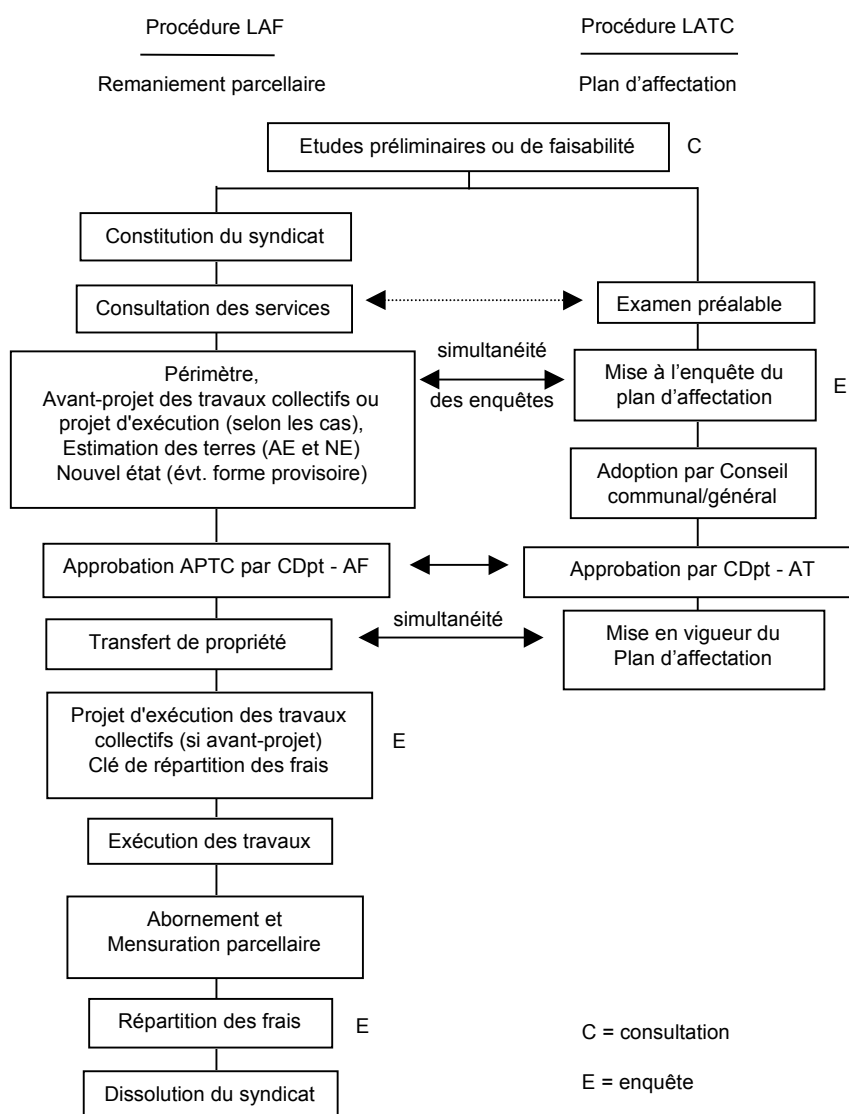 Procédure LAF
Procédure LATC
Remaniement parcellaire
Plan d'affectation
Etudes préliminaires ou de faisabilité
C
Constitution du syndicat
Consultation des services
Examen préalable
Périmètre,
Avant-projet des travaux collectifs ou
projet d'exécution (selon les cas),
Estimation des terres (AE et NE)
Nouvel état (évt. forme provisoire)
simultanéité
des enquêtes
Mise à l'enquête du
plan d'affectation
E
Adoption par Conseil
communal/général
Approbation APTC par CDpt - AF
Approbation par CDpt - AT
Transfert de propriété
simultanéité
Mise en vigueur du
Plan d'affectation
Projet d'exécution des travaux
collectifs (si avant-projet)
Clé de répartition des frais
E
Exécution des travaux
Abornement et
Mensuration parcellaire
Répartition des frais
E
C = consultation
E = enquête
Dissolution du syndicat